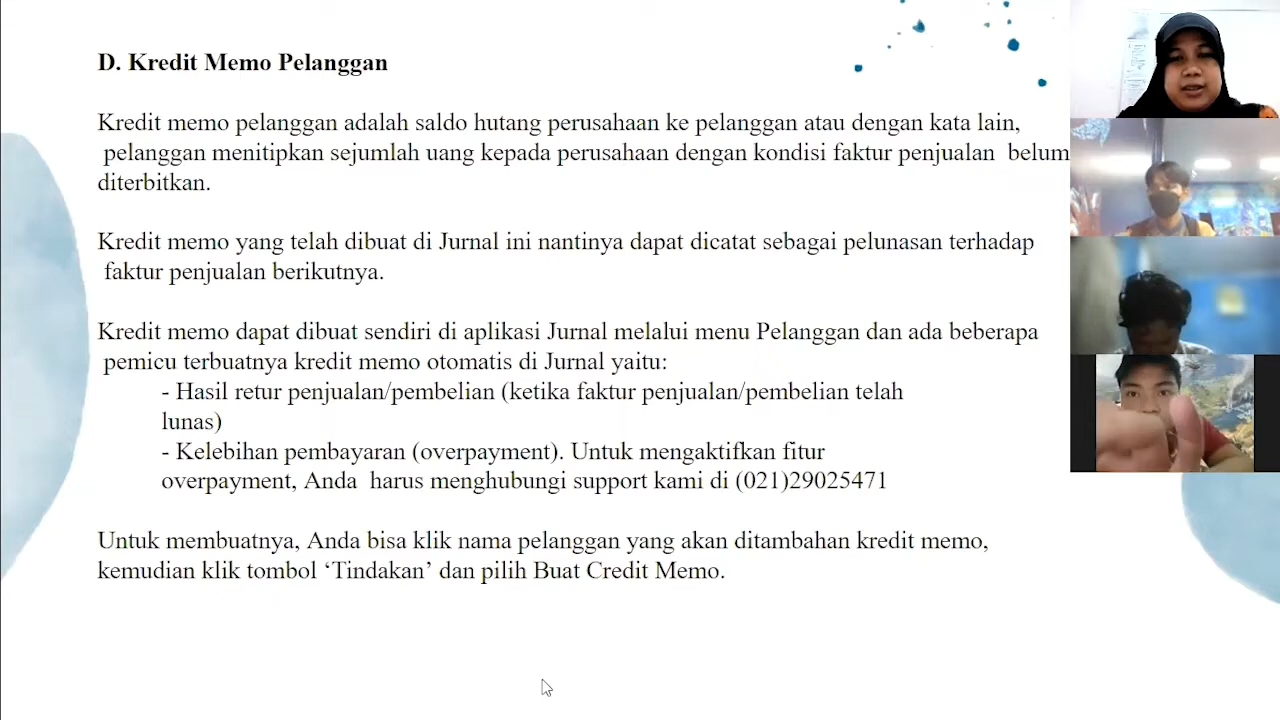 D. Kredit Memo Pelanggan
Kredit memo pelanggan adalah saldo hutang perusahaan ke pelanggan atau dengan kata lain,
pelanggan menitipkan sejumlah uang kepada perusahaan dengan kondisi faktur penjualan belum
diterbitkan.
Kredit memo yang telah dibuat di Jurnal ini nantinya dapat dicatat sebagai pelunasan terhadap
faktur penjualan berikutnya.
Kredit memo dapat dibuat sendiri di aplikasi Jurnal melalui menu Pelanggan dan ada beberapa
pemicu terbuatnya kredit memo otomatis di Jurnal yaitu:
- Hasil retur penjualan/pembelian (ketika faktur penjualan/pembelian telah
lunas)
- Kelebihan pembayaran (overpayment). Untuk mengaktifkan fitur
overpayment, Anda harus menghubungi support kami di (021)29025471
Untuk membuatnya, Anda bisa klik nama pelanggan yang akan ditambahan kredit memo,
kemudian klik tombol ‘Tindakan’ dan pilih Buat Credit Memo.